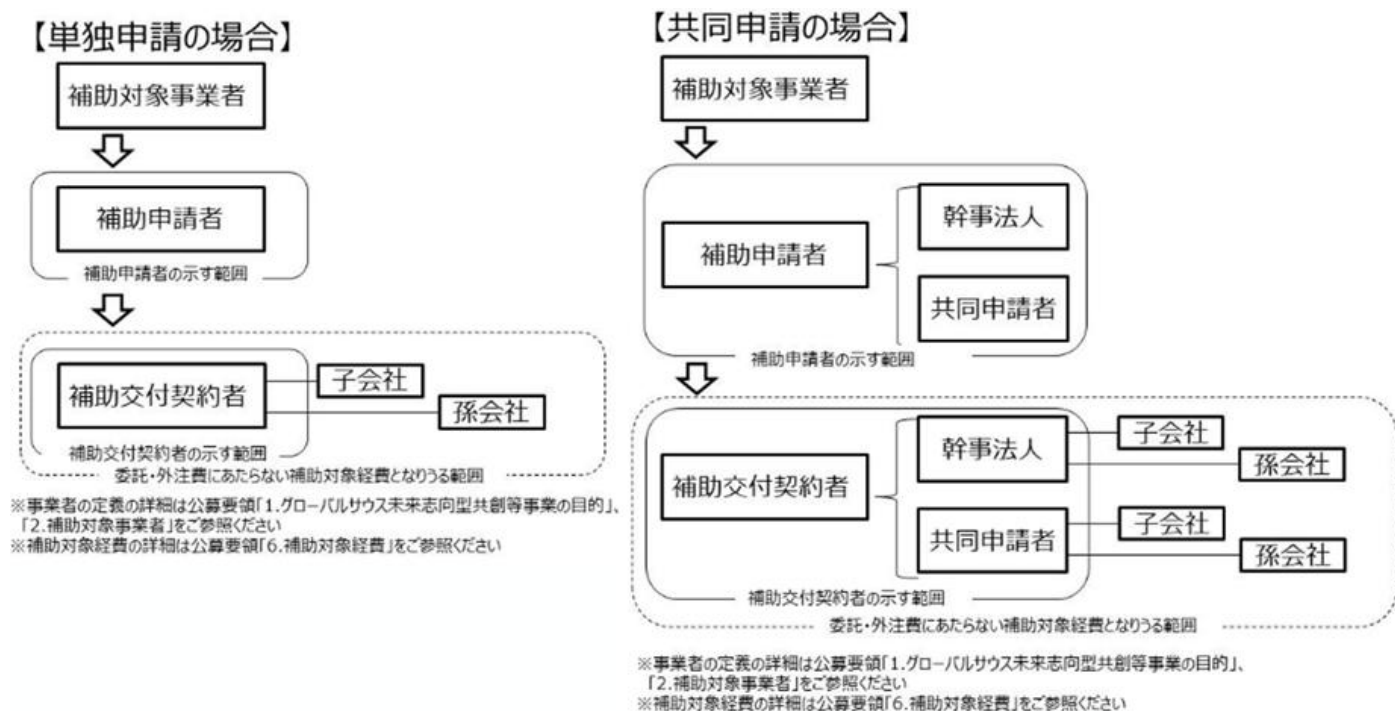 【単独申請の場合】
補助対象事業者
補助申請者
補助申請者の示す範囲
補助交付契約者
子会社
孫会社
補助交付契約者の示す範囲
委託・外注費にあたらない補助対象経費となりうる範囲
※事業者の定義の詳細は公募要領「1.グローバルサウス未来志向型共創等事業の目的」、
「2.補助対象事業者」をご参照ください
※補助対象経費の詳細は公募要領「6.補助対象経費」をご参照ください
【共同申請の場合】
補助対象事業者
補助申請者
幹事法人
共同申請者
補助申請者の示す範囲
補助交付契約者
幹事法人
子会社
孫会社
共同申請者
子会社
孫会社
補助交付契約者の示す範囲
委託・外注費にあたらない補助対象経費となりうる範囲
※事業者の定義の詳細は公募要領「1.グローバルサウス未来志向型共創等事業の目的」、
「2.補助対象事業者」をご参照ください
※補助対象経費の詳細は公募要領「6.補助対象経費」をご参照ください